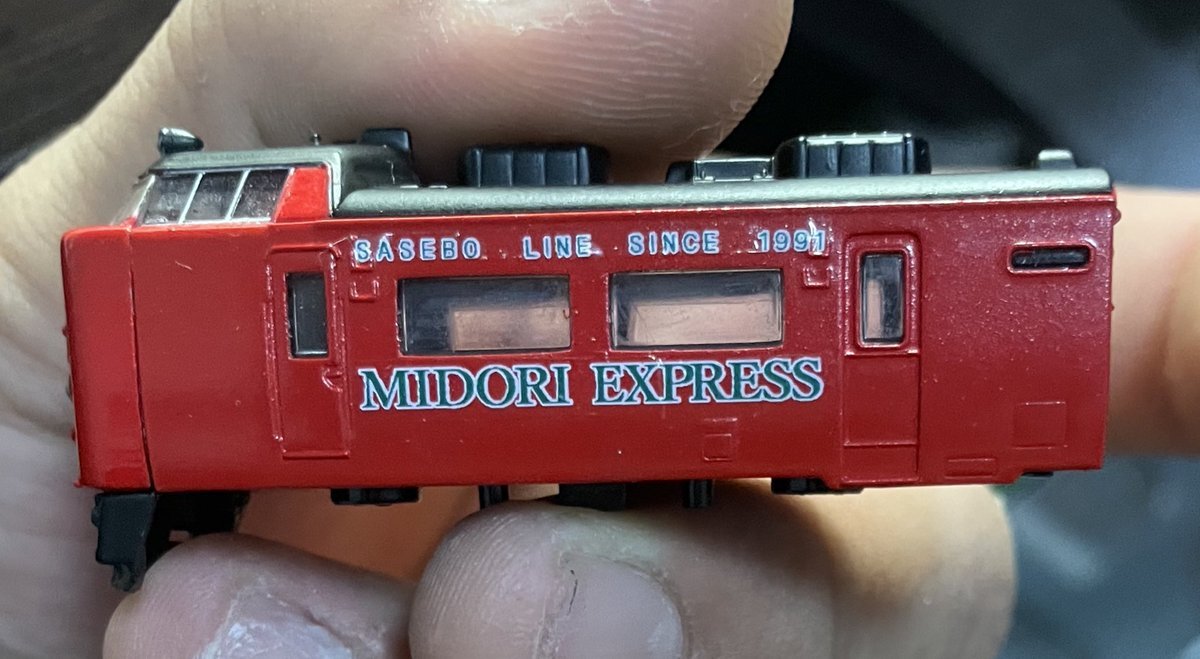 SASEBO LINE SINCE 1991
MIDORI EXPRESS